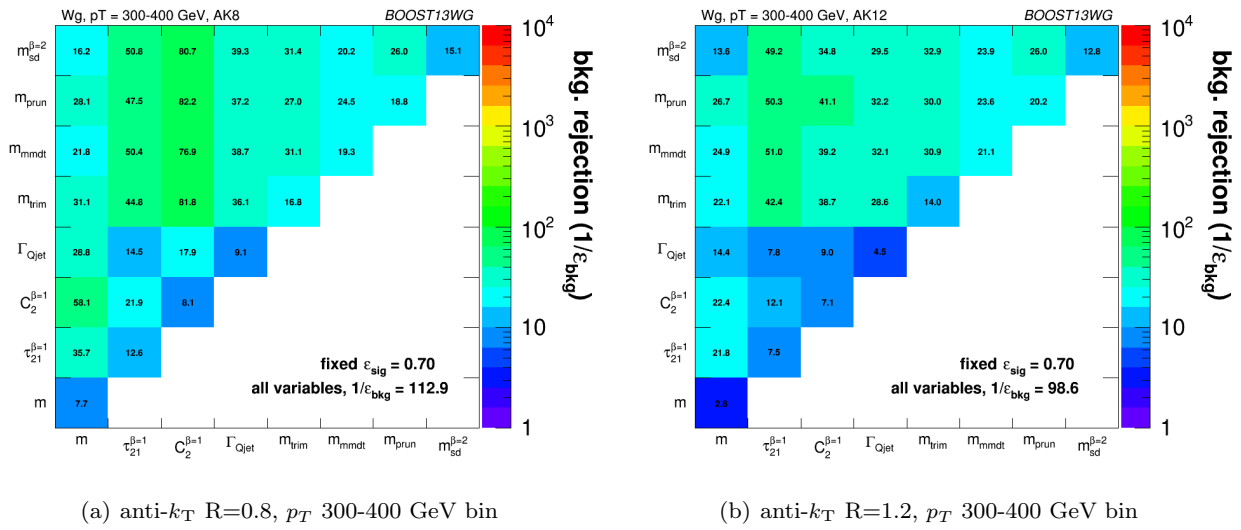 Wg, pT = 300-400 GeV, AK8 BOOST13WG
m_sd^β=2 16.2 50.8 80.7 39.3 31.4 20.2 26.0 15.1
m_prun 28.1 47.5 82.2 37.2 27.0 24.5 18.8
m_mmdt 21.8 50.4 76.9 38.7 31.1 19.3
m_trim 31.1 44.8 81.8 36.1 16.8
Γ_Qjet 28.8 14.5 17.9 9.1
C_2^β=1 58.1 21.9 8.1
τ_21^β=1 35.7 12.6
m 7.7
fixed ε_sig = 0.70
all variables, 1/ε_bkg = 112.9
m τ_21^β=1 C_2^β=1 Γ_Qjet m_trim m_mmdt m_prun m_sd^β=2
10^4
10^3
10^2
10
1
bkg. rejection (1/ε_bkg)
(a) anti-k_T R=0.8, p_T 300-400 GeV bin
Wg, pT = 300-400 GeV, AK12 BOOST13WG
m_sd^β=2 13.6 49.2 34.8 29.5 32.9 23.9 26.0 12.8
m_prun 26.7 50.3 41.1 32.2 30.0 23.6 20.2
m_mmdt 24.9 51.0 39.2 32.1 30.9 21.1
m_trim 22.1 42.4 38.7 28.6 14.0
Γ_Qjet 14.4 7.8 9.0 4.5
C_2^β=1 22.4 12.1 7.1
τ_21^β=1 21.8 7.5
m 2.8
fixed ε_sig = 0.70
all variables, 1/ε_bkg = 98.6
m τ_21^β=1 C_2^β=1 Γ_Qjet m_trim m_mmdt m_prun m_sd^β=2
10^4
10^3
10^2
10
1
bkg. rejection (1/ε_bkg)
(b) anti-k_T R=1.2, p_T 300-400 GeV bin